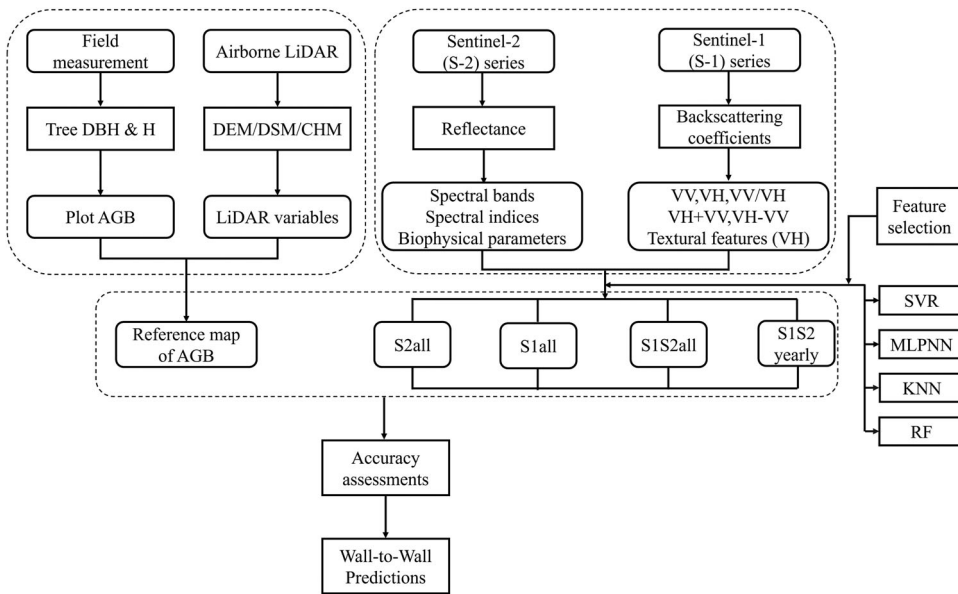 Field
measurement
Airborne LiDAR
Sentinel-2
(S-2) series
Sentinel-1
(S-1) series
Tree DBH & H
DEM/DSM/CHM
Reflectance
Backscattering
coefficients
Plot AGB
LiDAR variables
Spectral bands
Spectral indices
Biophysical parameters
VV,VH,VV/VH
VH+VV,VH-VV
Textural features (VH)
Feature
selection
Reference map
of AGB
S2all
S1all
S1S2all
S1S2
yearly
SVR
MLPNN
KNN
RF
Accuracy
assessments
Wall-to-Wall
Predictions